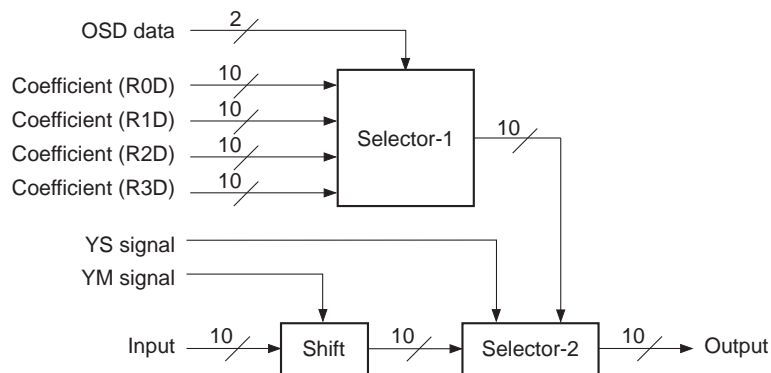 OSD data 2
Coefficient (R0D) 10
Coefficient (R1D) 10
Coefficient (R2D) 10
Coefficient (R3D) 10
Selector-1
10
YS signal
YM signal
Input 10 Shift 10 Selector-2 10 Output